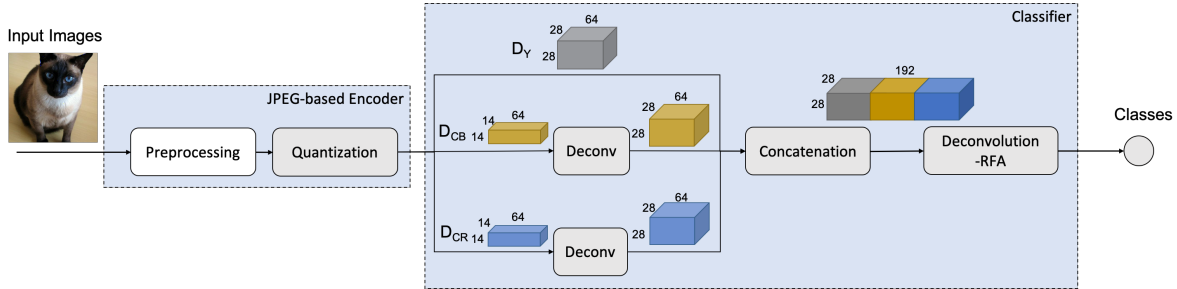 Input Images
JPEG-based Encoder
Preprocessing
Quantization
Classifier
D_Y
28
64
28
D_CB
14
64
14
Deconv
28
64
28
D_CR
14
64
14
Deconv
28
64
28
Concatenation
28
192
28
Deconvolution
-RFA
Classes